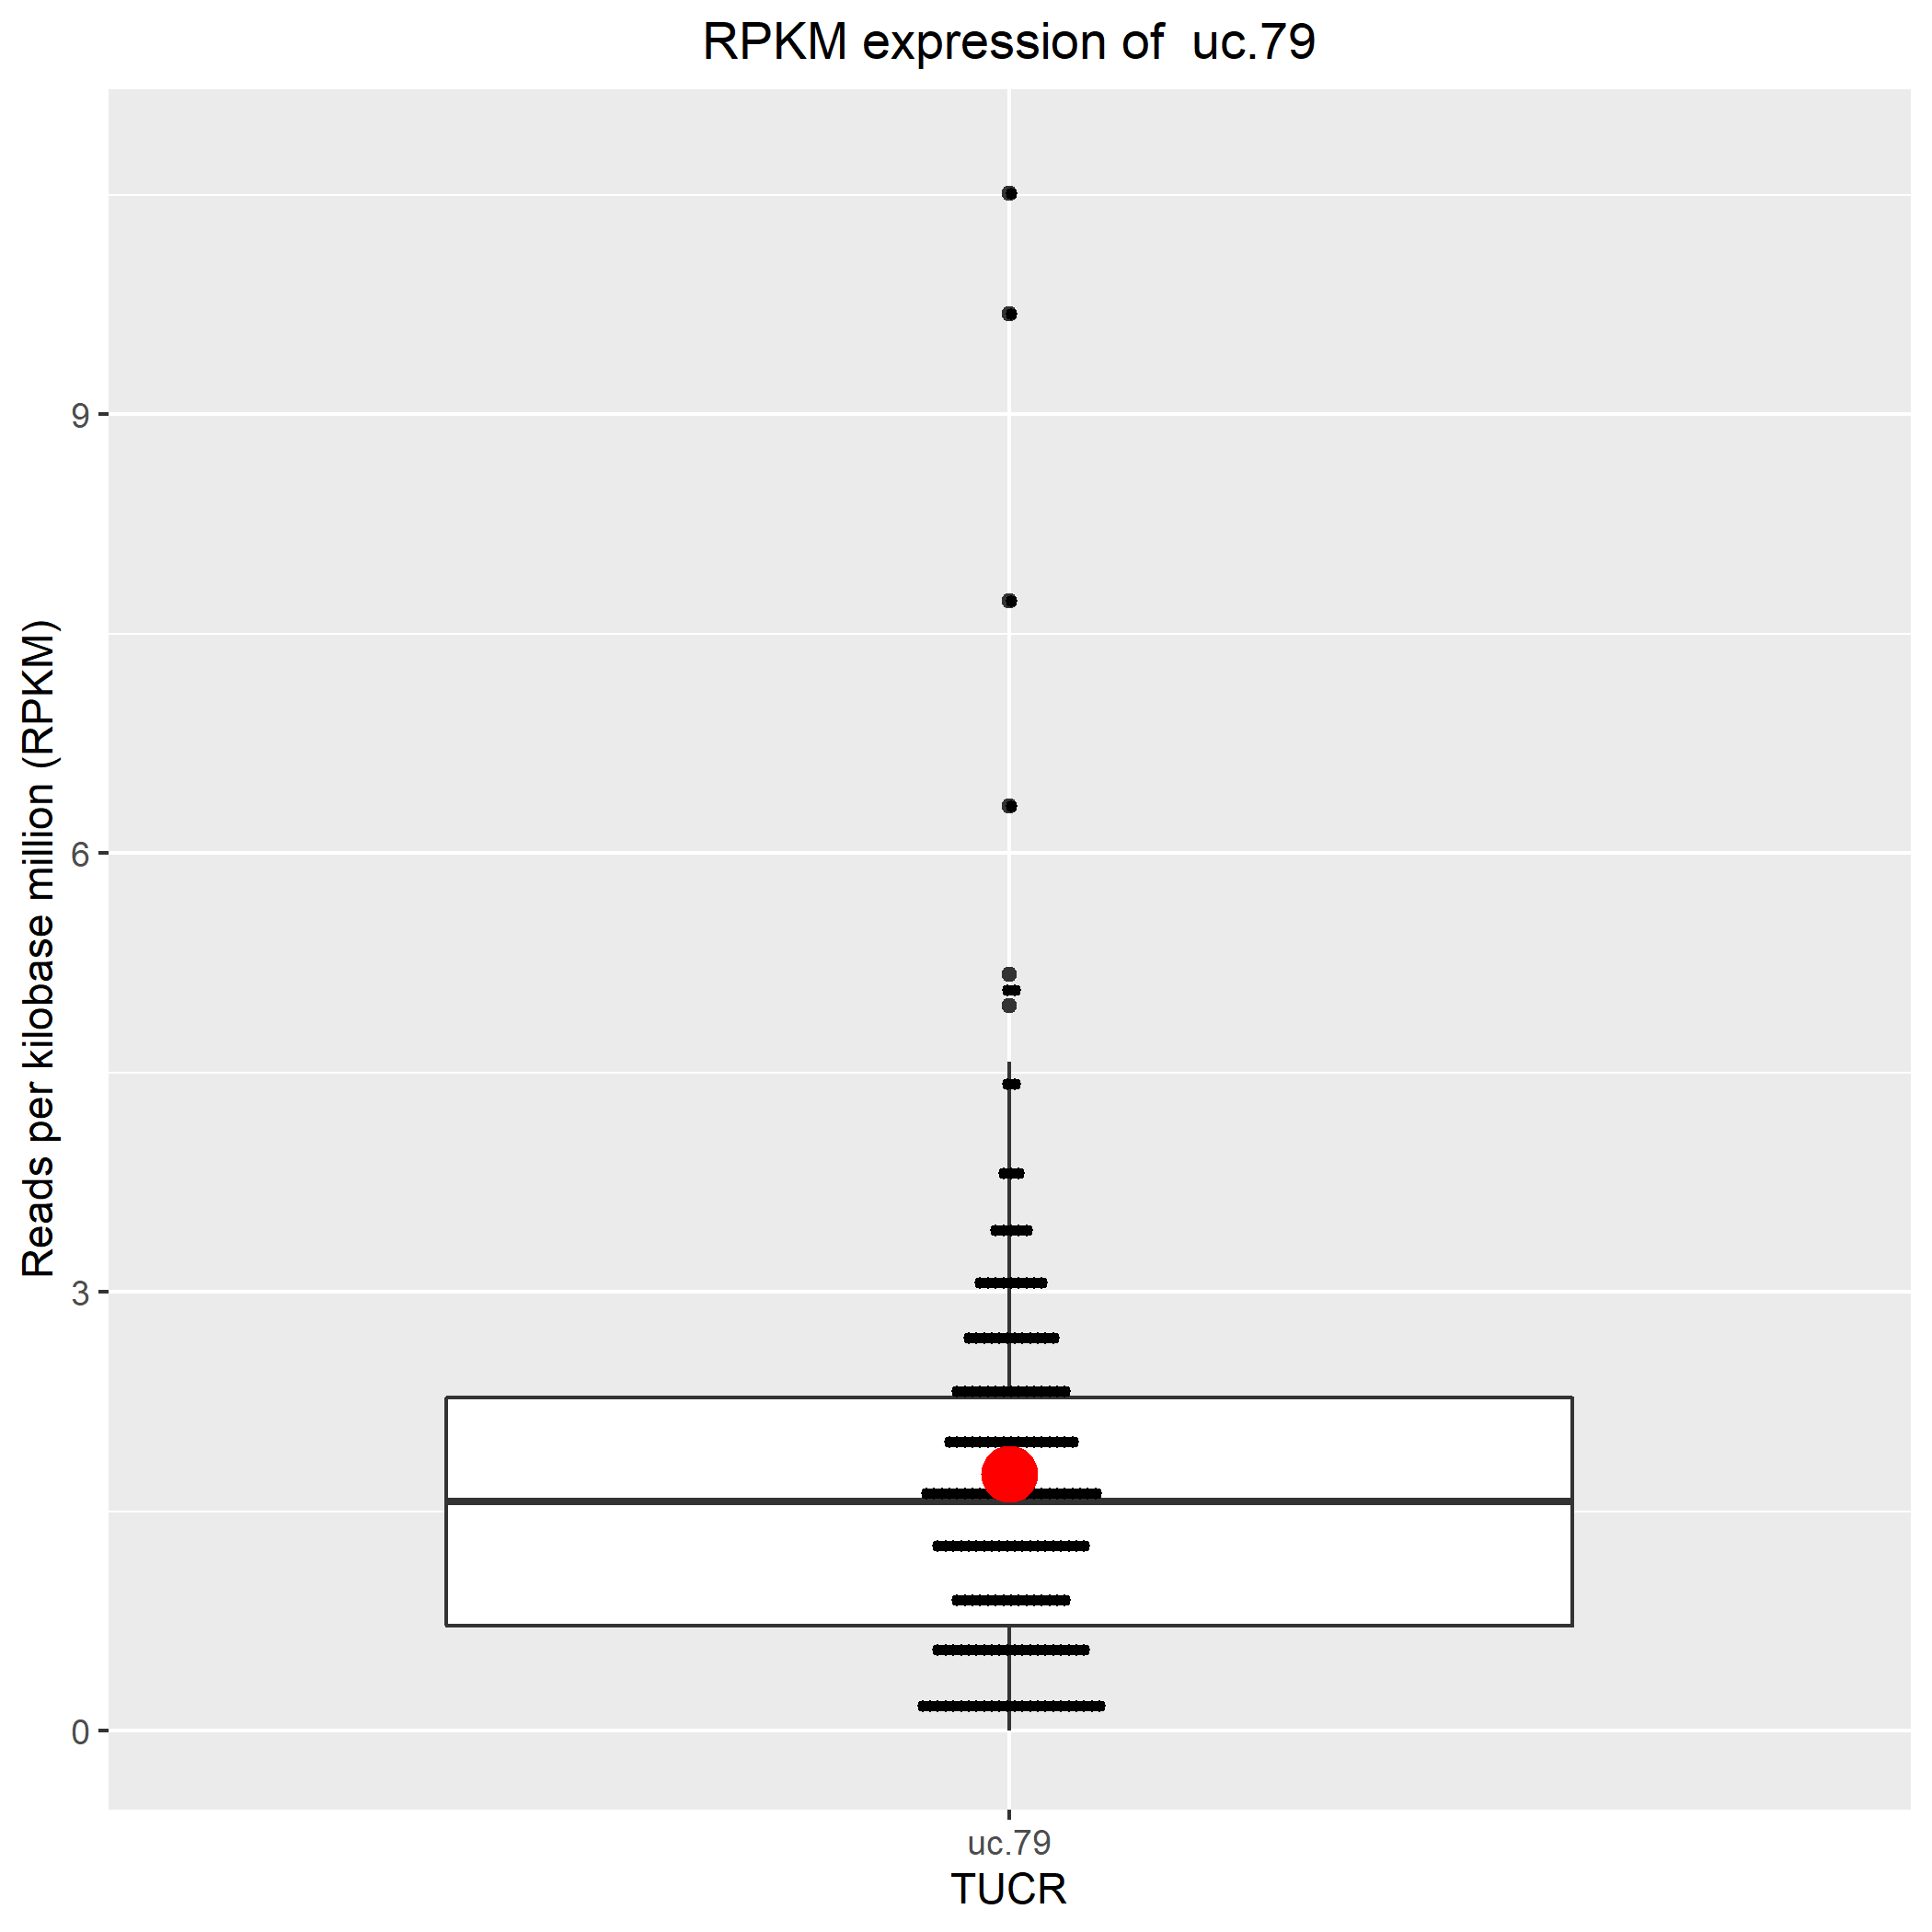 RPKM expression of  uc.79
Reads per kilobase million (RPKM)
9
6
3
0
uc.79
TUCR